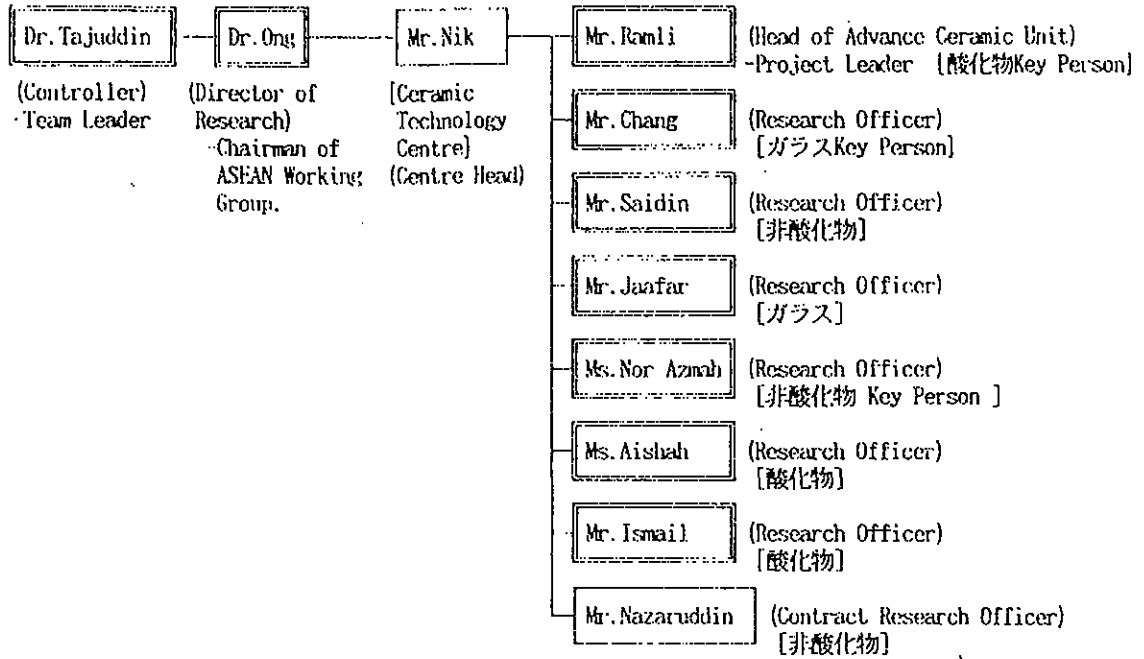 Dr.Tajuddin
(Controller)
·Team Leader
Dr.Ong
(Director of
Research)
-Chairman of
ASEAN Working
Group.
Mr.Nik
[Ceramic
Technology
Centre]
(Centre Head)
Mr.Ramli
(Head of Advance Ceramic Unit)
-Project Leader [酸化物Key Person]
Mr.Chang
(Research Officer)
[ガラスKey Person]
Mr.Saidin
(Research Officer)
[非酸化物]
Mr.Jaafar
(Research Officer)
[ガラス]
Ms.Nor Azmah
(Research Officer)
[非酸化物 Key Person ]
Ms.Aishah
(Research Officer)
[酸化物]
Mr.Ismail
(Research Officer)
[酸化物]
Mr.Nazaruddin
(Contract Research Officer)
[非酸化物]